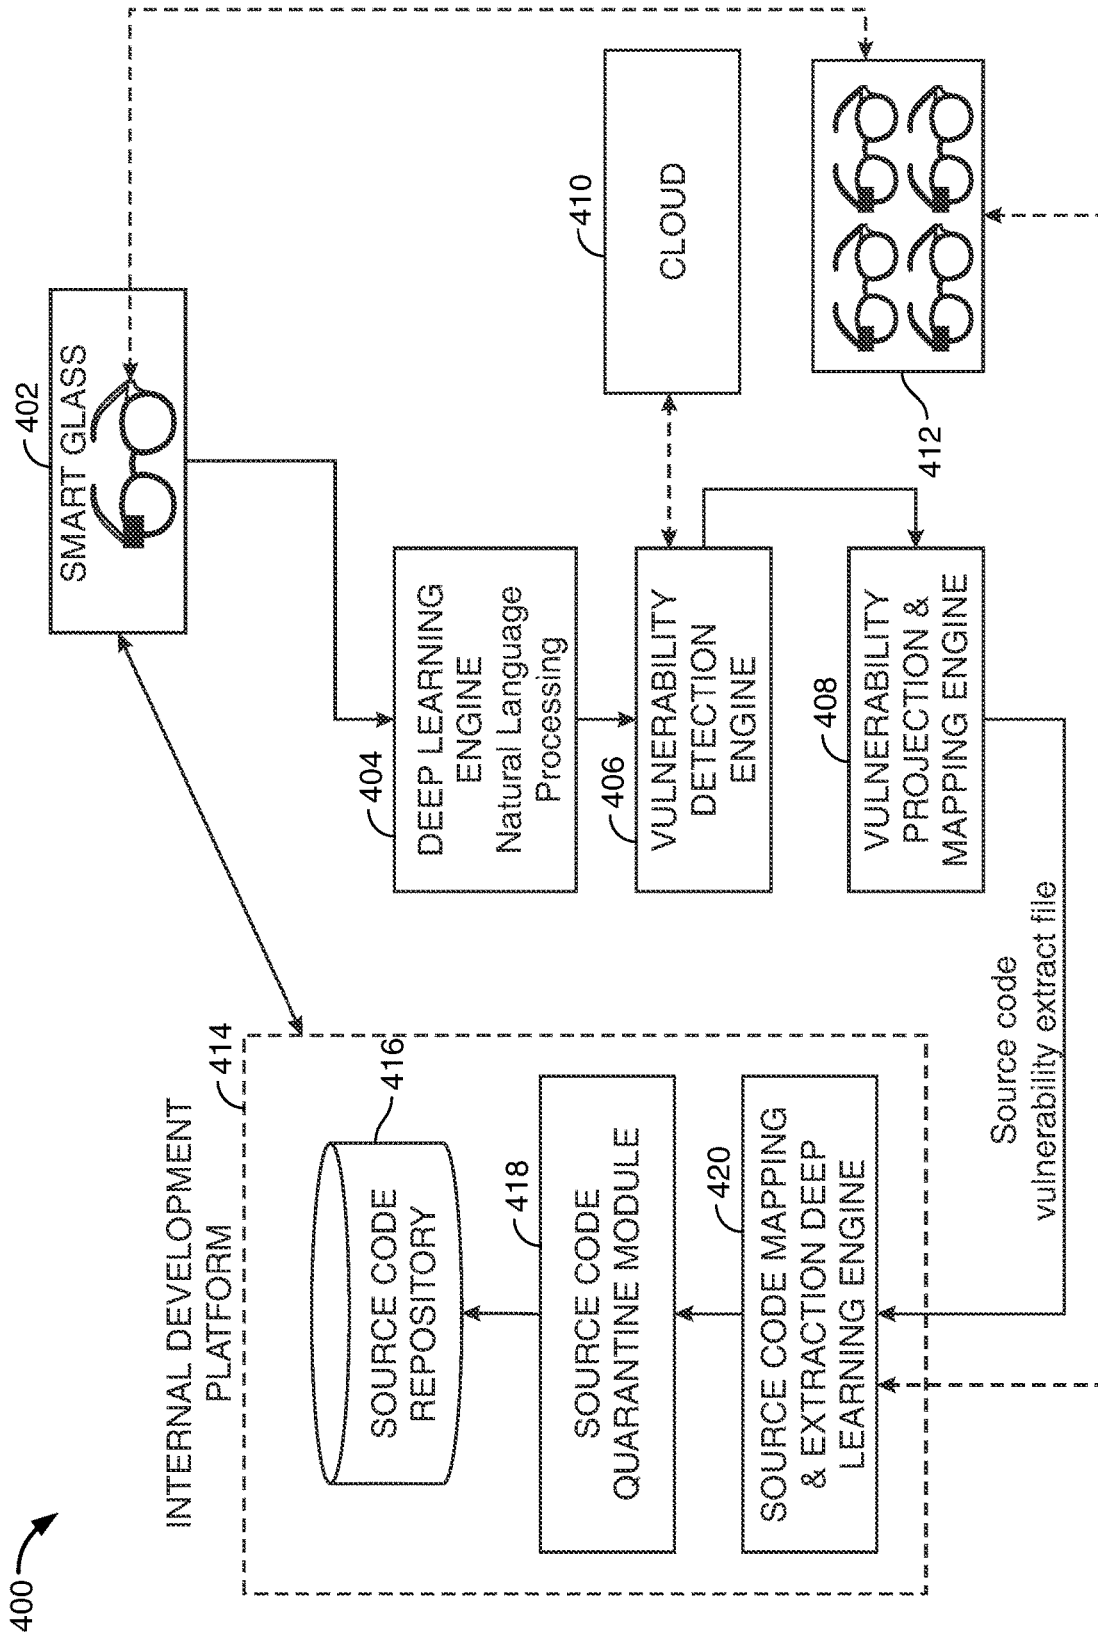 400
INTERNAL DEVELOPMENT
PLATFORM
414
416
SOURCE CODE
REPOSITORY
418
SOURCE CODE
QUARANTINE MODULE
420
SOURCE CODE MAPPING
& EXTRACTION DEEP
LEARNING ENGINE
Source code
vulnerability extract file
402
SMART GLASS
404
DEEP LEARNING
ENGINE
Natural Language
Processing
406
VULNERABILITY
DETECTION
ENGINE
408
VULNERABILITY
PROJECTION &
MAPPING ENGINE
410
CLOUD
412